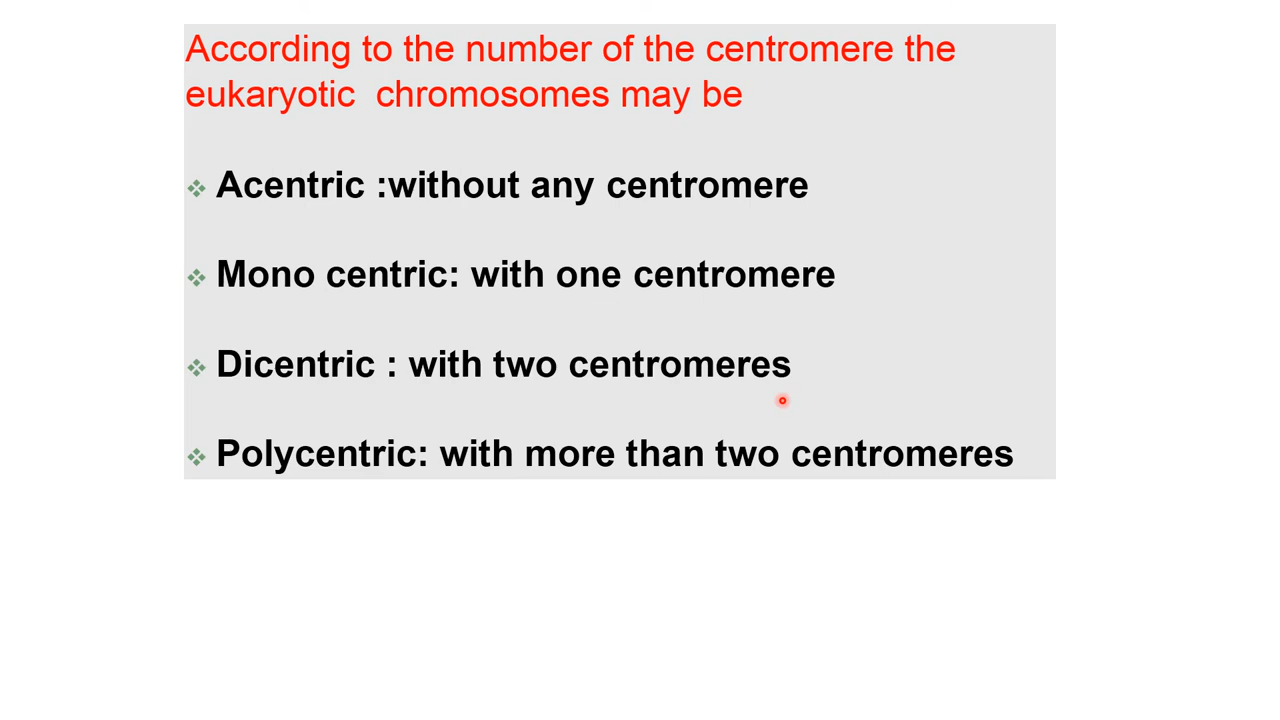 According to the number of the centromere the
eukaryotic  chromosomes may be
Acentric :without any centromere
Mono centric: with one centromere
Dicentric : with two centromeres
Polycentric: with more than two centromeres